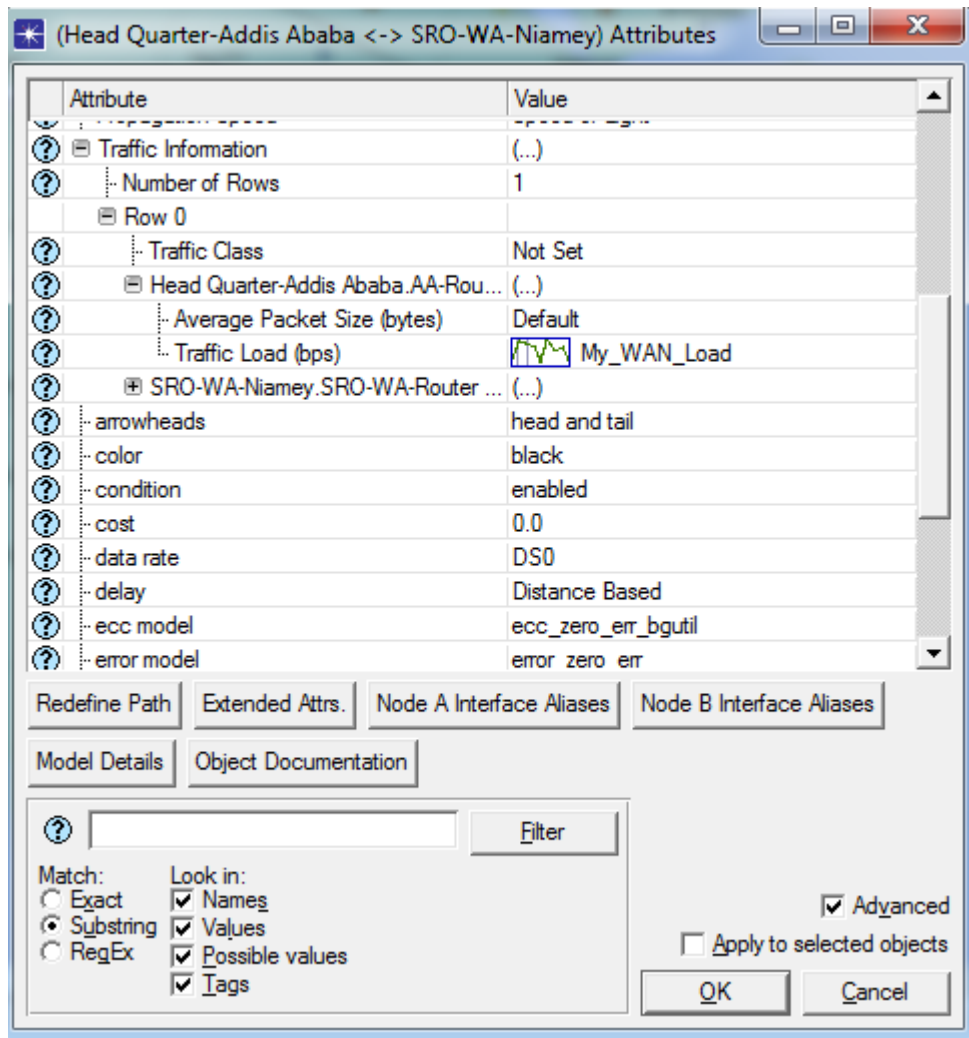 (Head Quarter-Addis Ababa <-> SRO-WA-Niamey) Attributes
Attribute Value
Traffic Information (...)
Number of Rows 1
Row 0
Traffic Class Not Set
Head Quarter-Addis Ababa.AA-Rou... (...)
Average Packet Size (bytes) Default
Traffic Load (bps) My_WAN_Load
SRO-WA-Niamey.SRO-WA-Router ... (...)
arrowheads head and tail
color black
condition enabled
cost 0.0
data rate DS0
delay Distance Based
ecc model ecc_zero_err_bgutil
error model error_zero_err
Redefine Path Extended Attrs. Node A Interface Aliases Node B Interface Aliases
Model Details Object Documentation
Filter
Match: Look in:
Exact Names
Substring Values
RegEx Possible values
Tags
Advanced
Apply to selected objects
OK Cancel